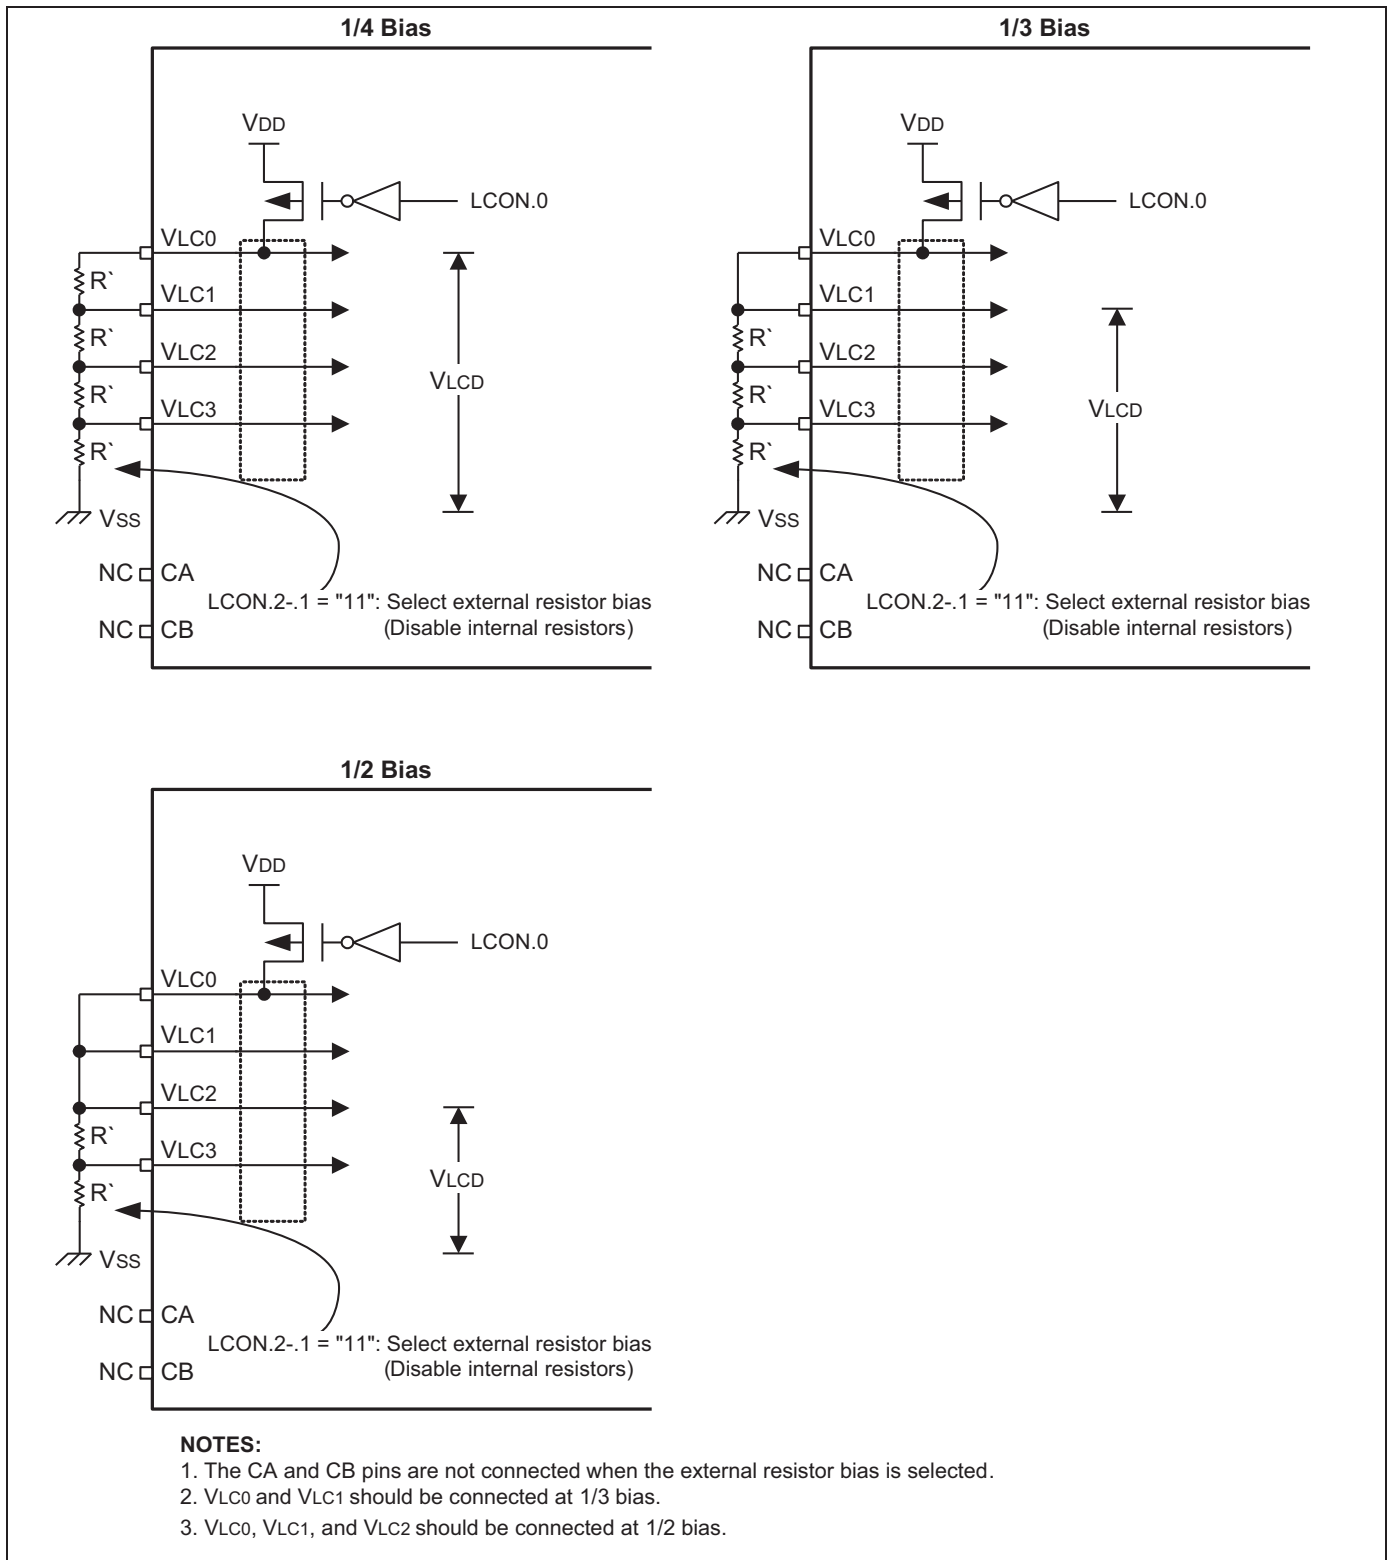 1/4 Bias
VDD
LCON.0
VLC0
R`
VLC1
R`
VLC2
R`
VLC3
R`
VLCD
VSS
NC CA
LCON.2-.1 = "11": Select external resistor bias
(Disable internal resistors)
NC CB
1/3 Bias
VDD
LCON.0
VLC0
VLC1
R`
VLC2
R`
VLC3
R`
VLCD
VSS
NC CA
LCON.2-.1 = "11": Select external resistor bias
(Disable internal resistors)
NC CB
1/2 Bias
VDD
LCON.0
VLC0
VLC1
VLC2
R`
VLC3
R`
VLCD
VSS
NC CA
LCON.2-.1 = "11": Select external resistor bias
(Disable internal resistors)
NC CB
NOTES:
1. The CA and CB pins are not connected when the external resistor bias is selected.
2. VLC0 and VLC1 should be connected at 1/3 bias.
3. VLC0, VLC1, and VLC2 should be connected at 1/2 bias.